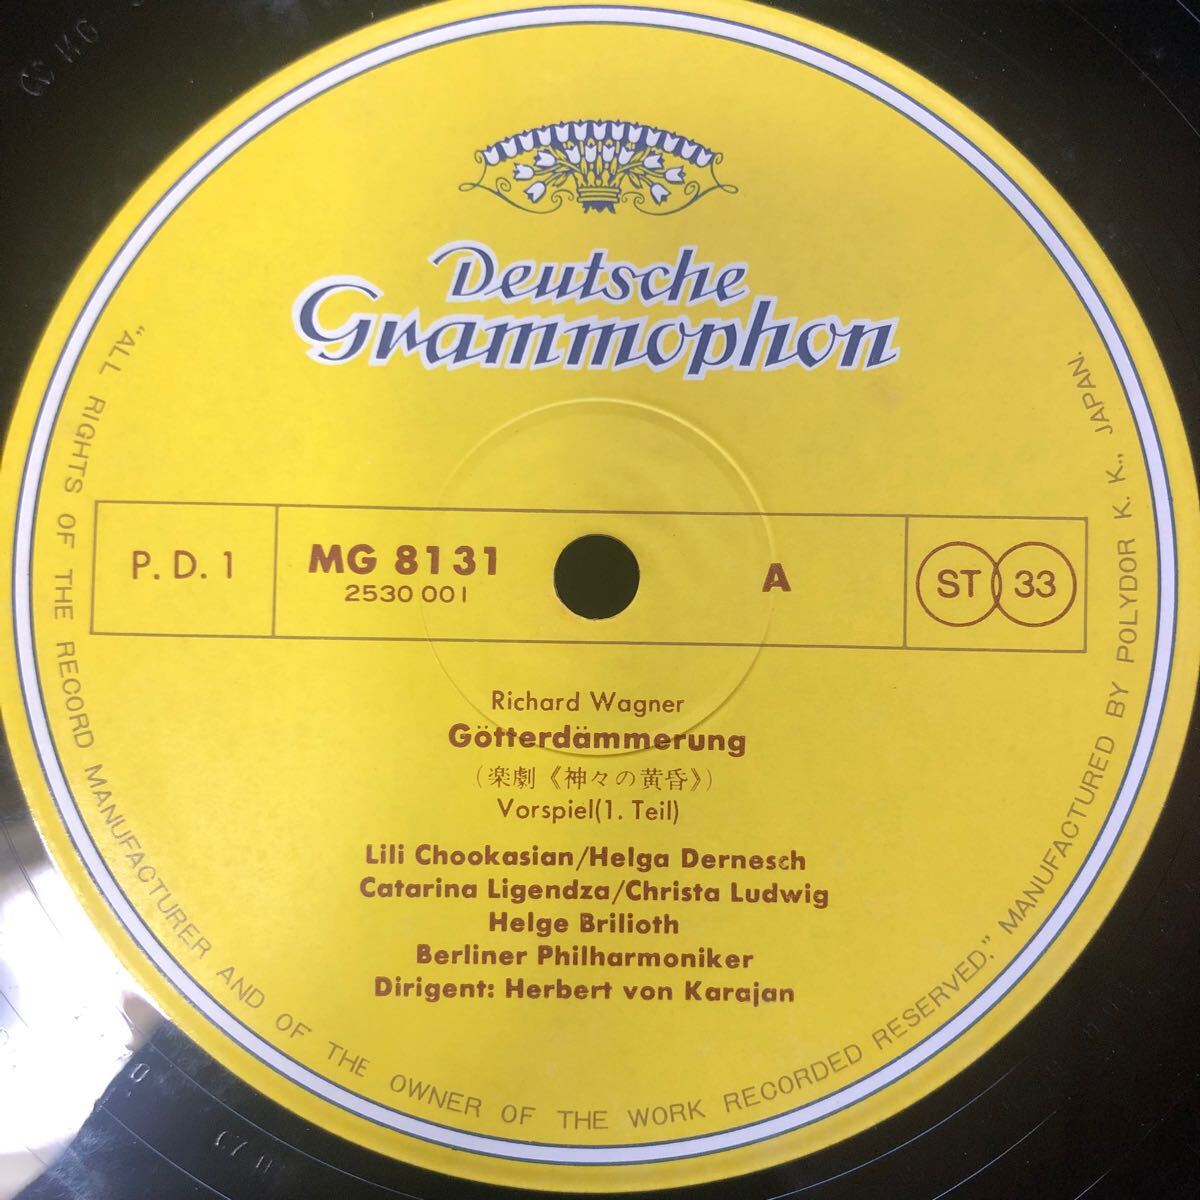 Deutsche
Grammophon
P. D. 1
MG 8131
2530 001
A
ST 33
Richard Wagner
Götterdämmerung
(楽劇《神々の黄昏》)
Vorspiel(1. Teil)
Lili Chookasian/Helga Dernesch
Catarina Ligendza/Christa Ludwig
Helge Brilioth
Berliner Philharmoniker
Dirigent: Herbert von Karajan
"ALL RIGHTS OF THE RECORD MANUFACTURER AND OF THE OWNER OF THE WORK RECORDED RESERVED." MANUFACTURED BY POLYDOR K. K., JAPAN.